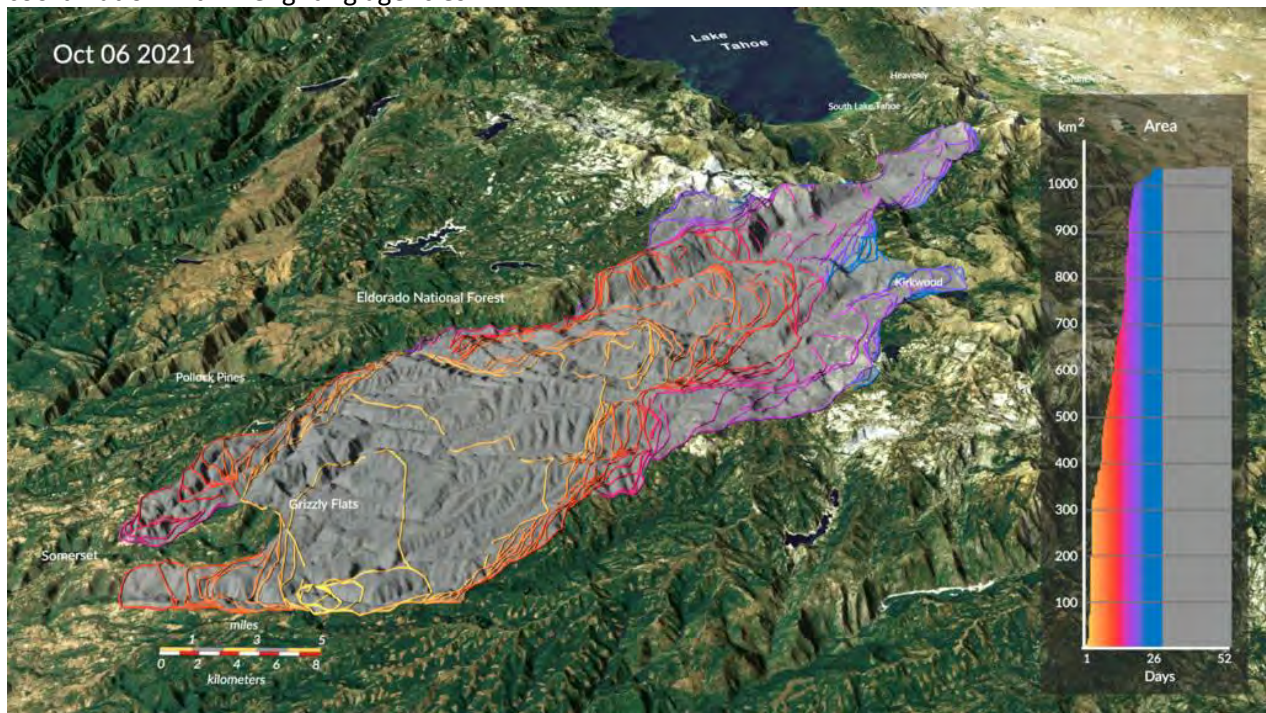 Oct 06 2021
Lake
Tahoe
Heavenly
South Lake Tahoe
km²
Area
1000
900
800
700
600
500
400
300
200
100
1
26
52
Days
Kirkwood
Eldorado National Forest
Pollock Pines
Grizzly Flats
Somerset
miles
1 3 5
0 2 4 6 8
kilometers